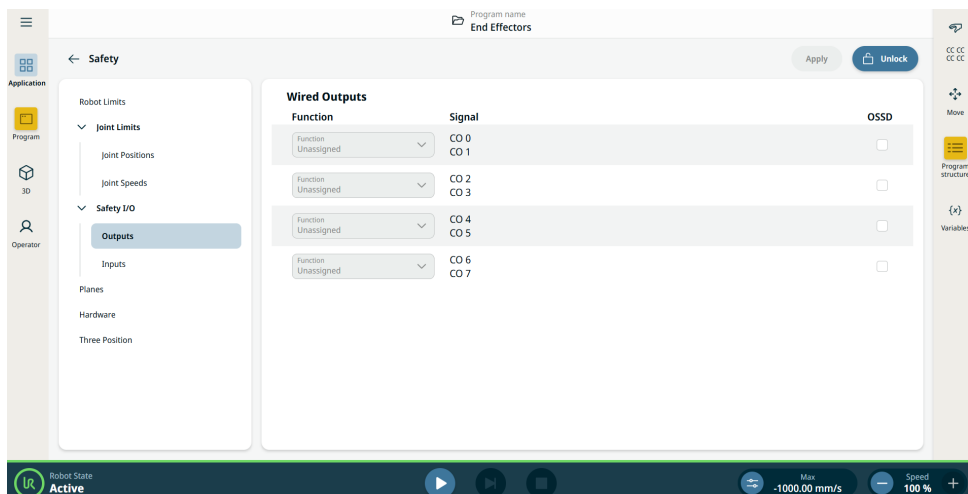 Program name
End Effectors
Application
Program
3D
Operator
Safety
Apply
Unlock
Robot Limits
Joint Limits
Joint Positions
Joint Speeds
Safety I/O
Outputs
Inputs
Planes
Hardware
Three Position
Wired Outputs
Function Signal OSSD
Function
Unassigned
CO 0
CO 1
Function
Unassigned
CO 2
CO 3
Function
Unassigned
CO 4
CO 5
Function
Unassigned
CO 6
CO 7
CC CC
CC CC
Move
Program
structure
{x}
Variables
UR
Robot State
Active
Max
-1000.00 mm/s
Speed
100 %